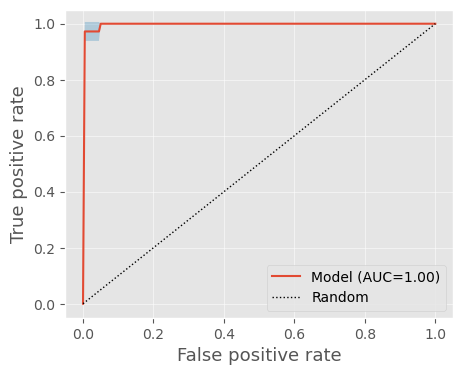 1.0
0.8
0.6
0.4
0.2
0.0
True positive rate
0.0 0.2 0.4 0.6 0.8 1.0
False positive rate
Model (AUC=1.00)
Random